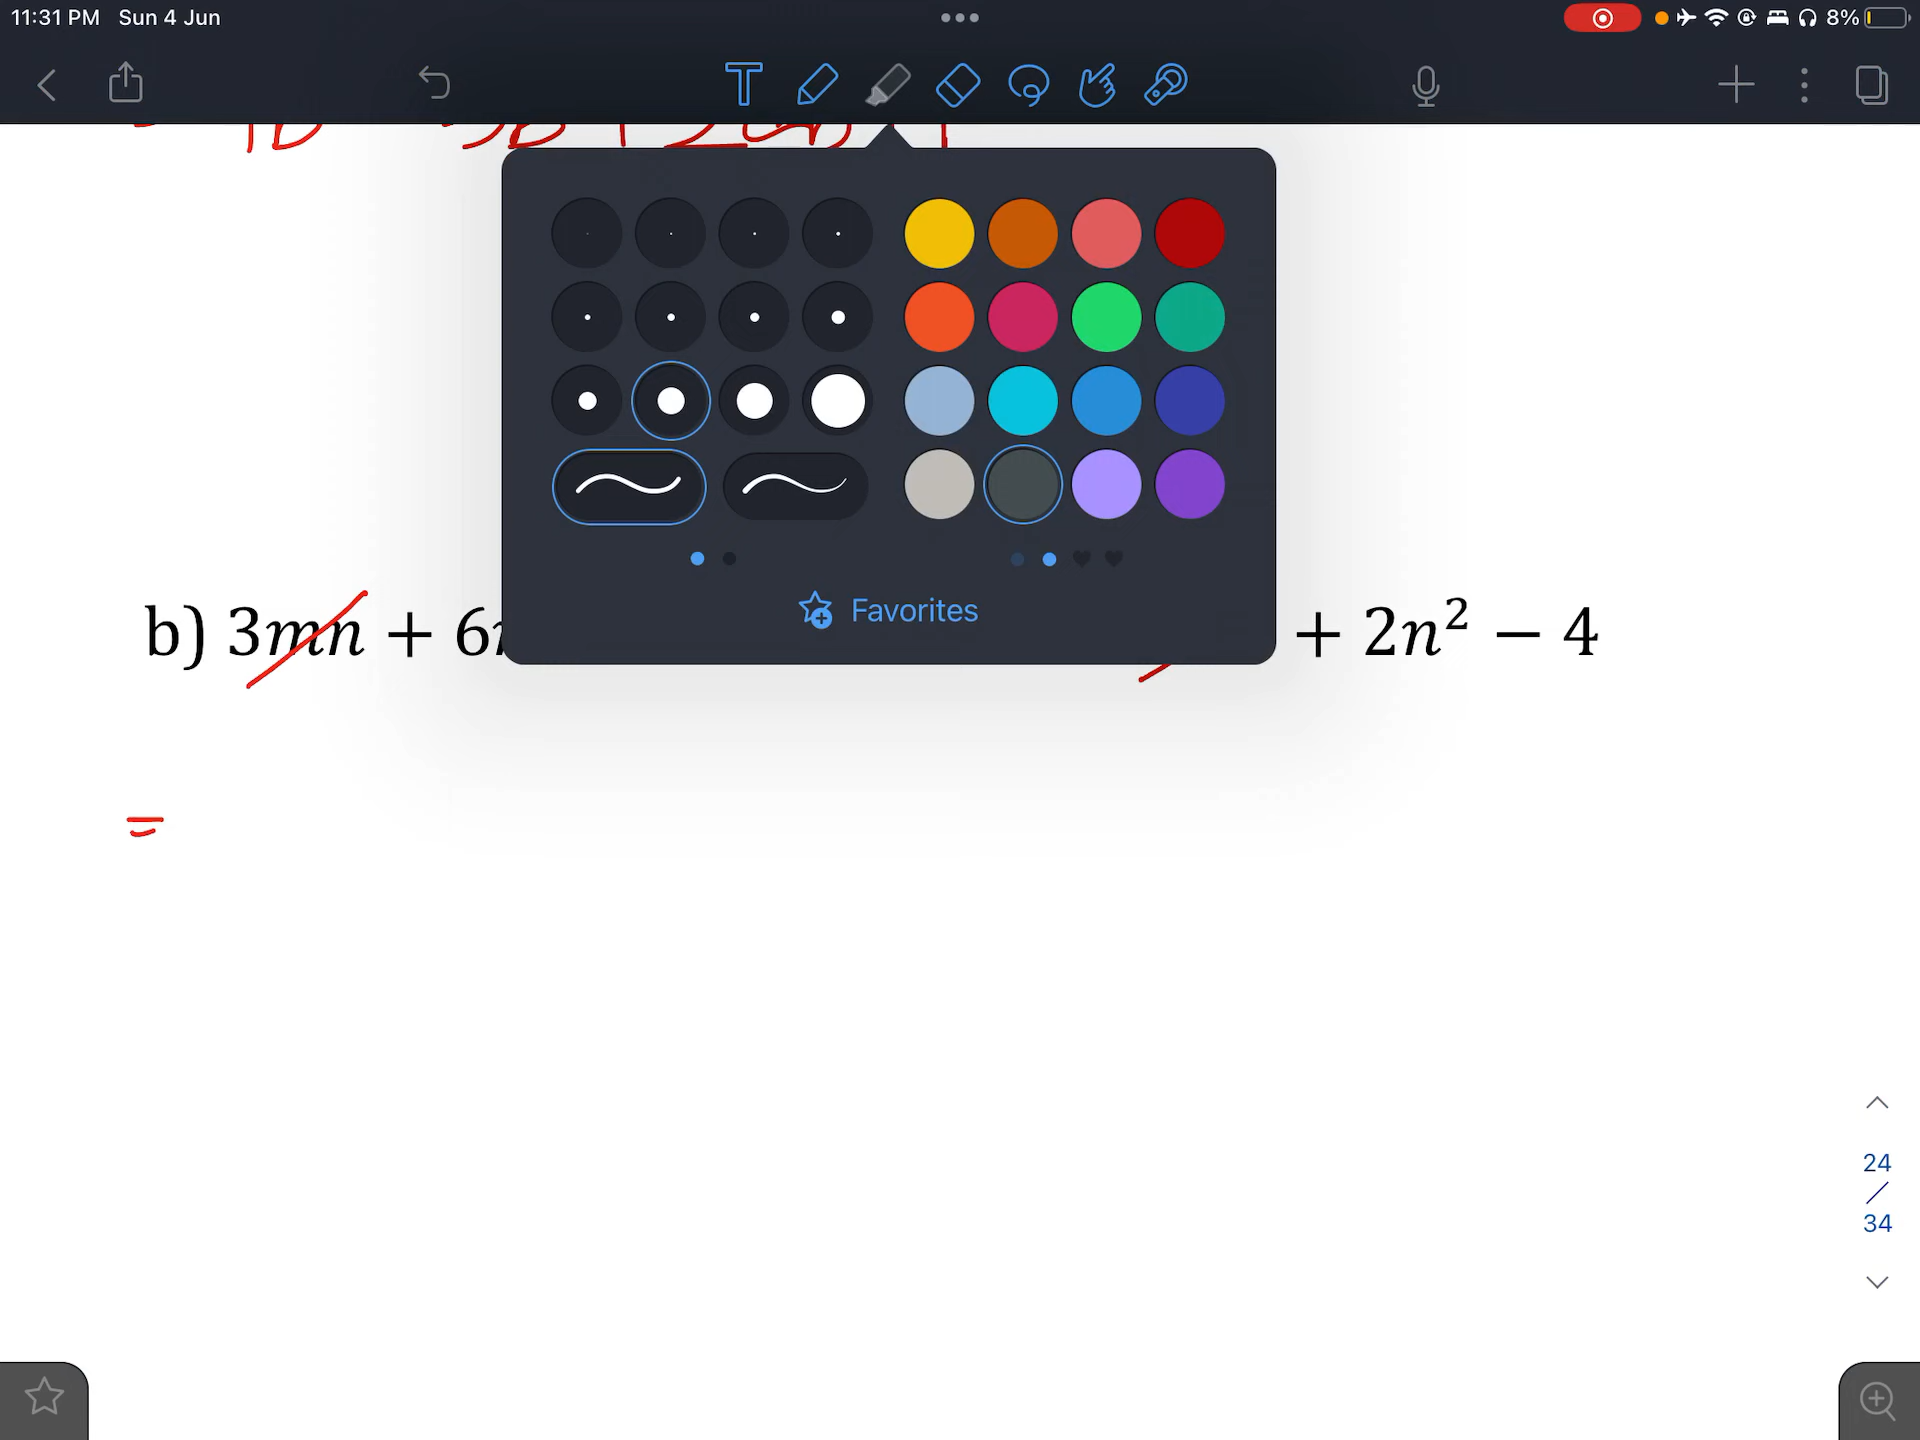 11:31 PM Sun 4 Jun
8%
T
Favorites
b) 3mn + 6
+ 2n² − 4
=
24
/
34